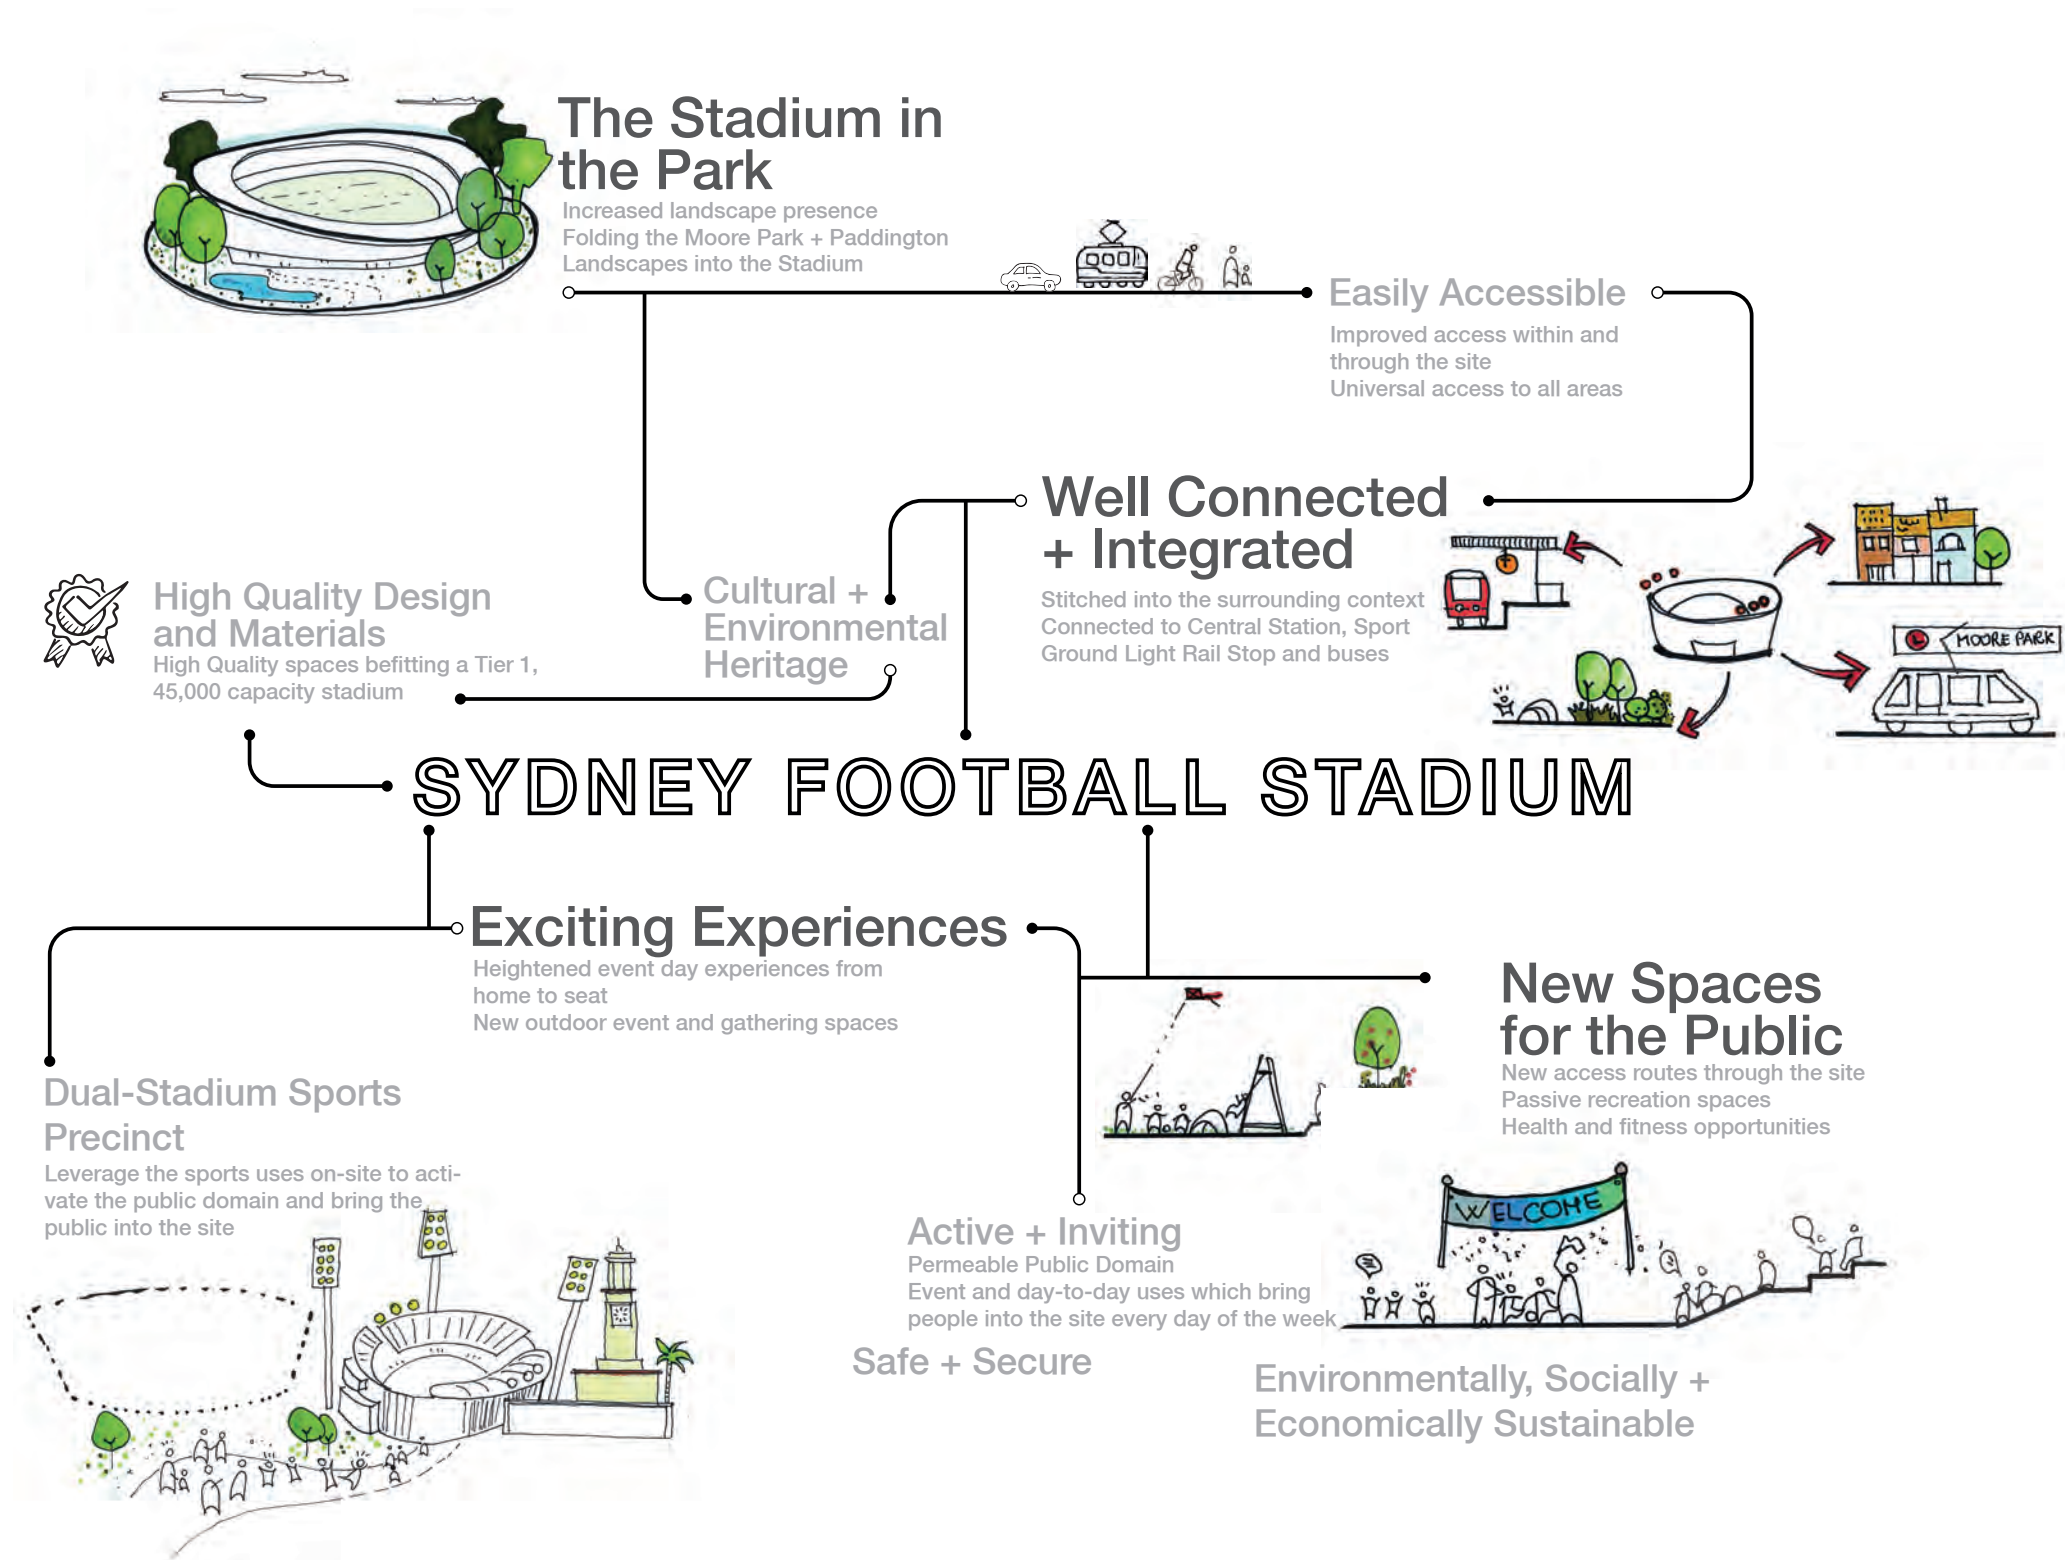 The Stadium in
the Park
Increased landscape presence
Folding the Moore Park + Paddington
Landscapes into the Stadium
Easily Accessible
Improved access within and
through the site
Universal access to all areas
Well Connected
+ Integrated
Stitched into the surrounding context
Connected to Central Station, Sport
Ground Light Rail Stop and buses
MOORE PARK
Cultural +
Environmental
Heritage
High Quality Design
and Materials
High Quality spaces befitting a Tier 1,
45,000 capacity stadium
SYDNEY FOOTBALL STADIUM
Exciting Experiences
Heightened event day experiences from
home to seat
New outdoor event and gathering spaces
New Spaces
for the Public
New access routes through the site
Passive recreation spaces
Health and fitness opportunities
Dual-Stadium Sports
Precinct
Leverage the sports uses on-site to acti-
vate the public domain and bring the
public into the site
WELCOME
Active + Inviting
Permeable Public Domain
Event and day-to-day uses which bring
people into the site every day of the week
Safe + Secure
Environmentally, Socially +
Economically Sustainable